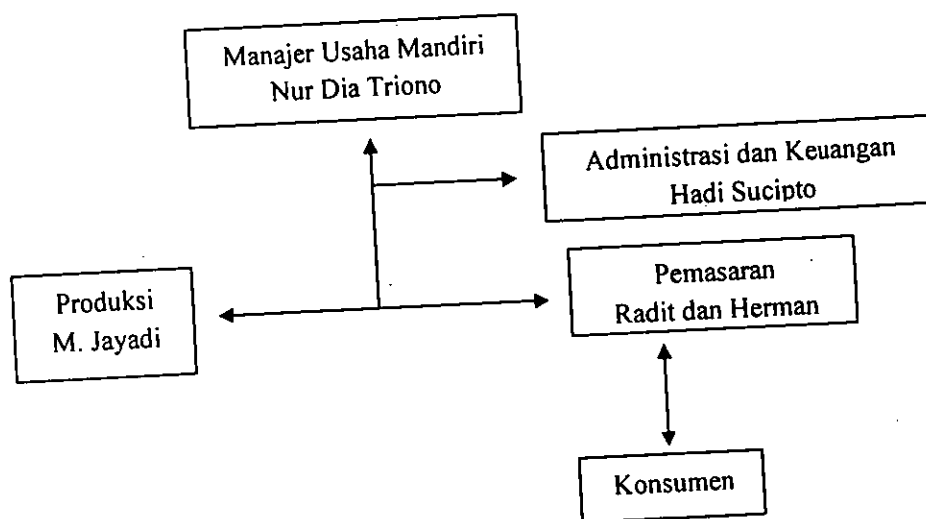 Manajer Usaha Mandiri
Nur Dia Triono
Administrasi dan Keuangan
Hadi Sucipto
Produksi
M. Jayadi
Pemasaran
Radit dan Herman
Konsumen